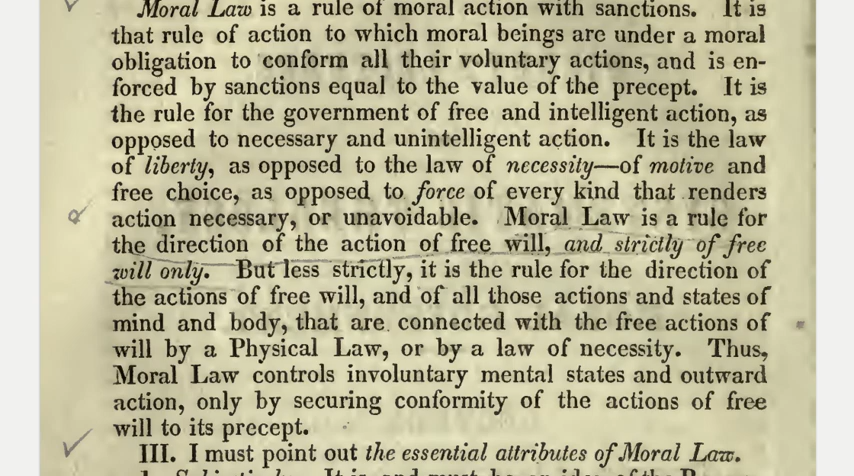 Moral Law is a rule of moral action with sanctions. It is
that rule of action to which moral beings are under a moral
obligation to conform all their voluntary actions, and is en-
forced by sanctions equal to the value of the precept. It is
the rule for the government of free and intelligent action, as
opposed to necessary and unintelligent action. It is the law
of liberty, as opposed to the law of necessity—of motive and
free choice, as opposed to force of every kind that renders
action necessary, or unavoidable. Moral Law is a rule for
the direction of the action of free will, and strictly of free
will only. But less strictly, it is the rule for the direction of
the actions of free will, and of all those actions and states of
mind and body, that are connected with the free actions of
will by a Physical Law, or by a law of necessity. Thus,
Moral Law controls involuntary mental states and outward
action, only by securing conformity of the actions of free
will to its precept.
III. I must point out the essential attributes of Moral Law.